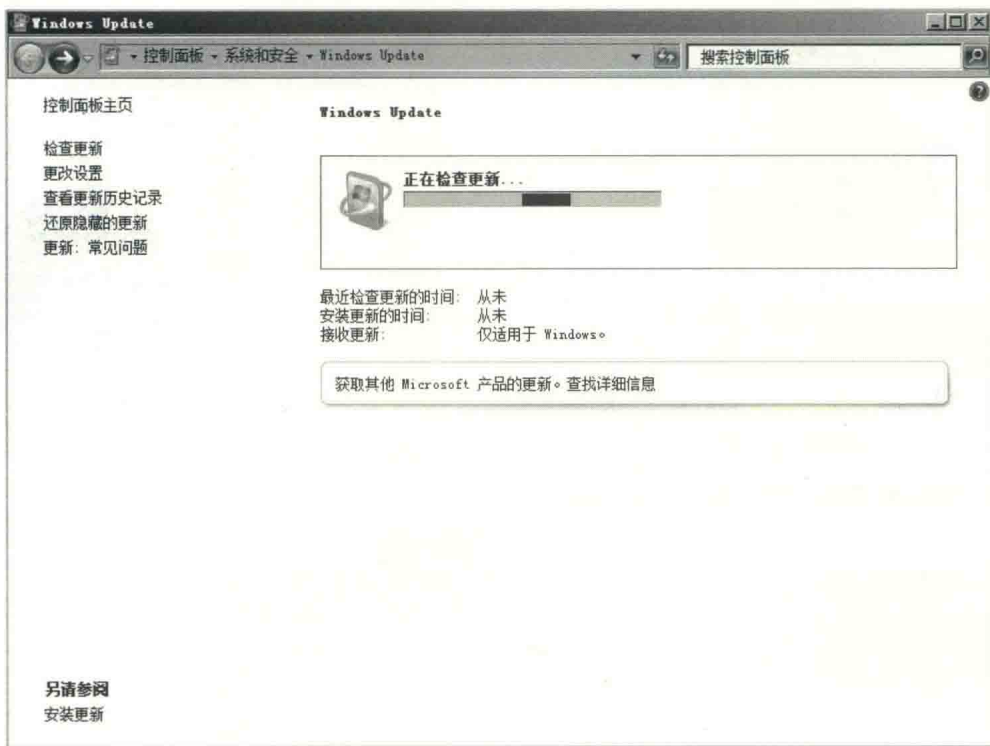 Windows Update
控制面板 系统和安全 Windows Update
搜索控制面板
控制面板主页
检查更新
更改设置
查看更新历史记录
还原隐藏的更新
更新: 常见问题
Windows Update
正在检查更新...
最近检查更新的时间: 从未
安装更新的时间: 从未
接收更新: 仅适用于 Windows。
获取其他 Microsoft 产品的更新。查找详细信息
另请参阅
安装更新